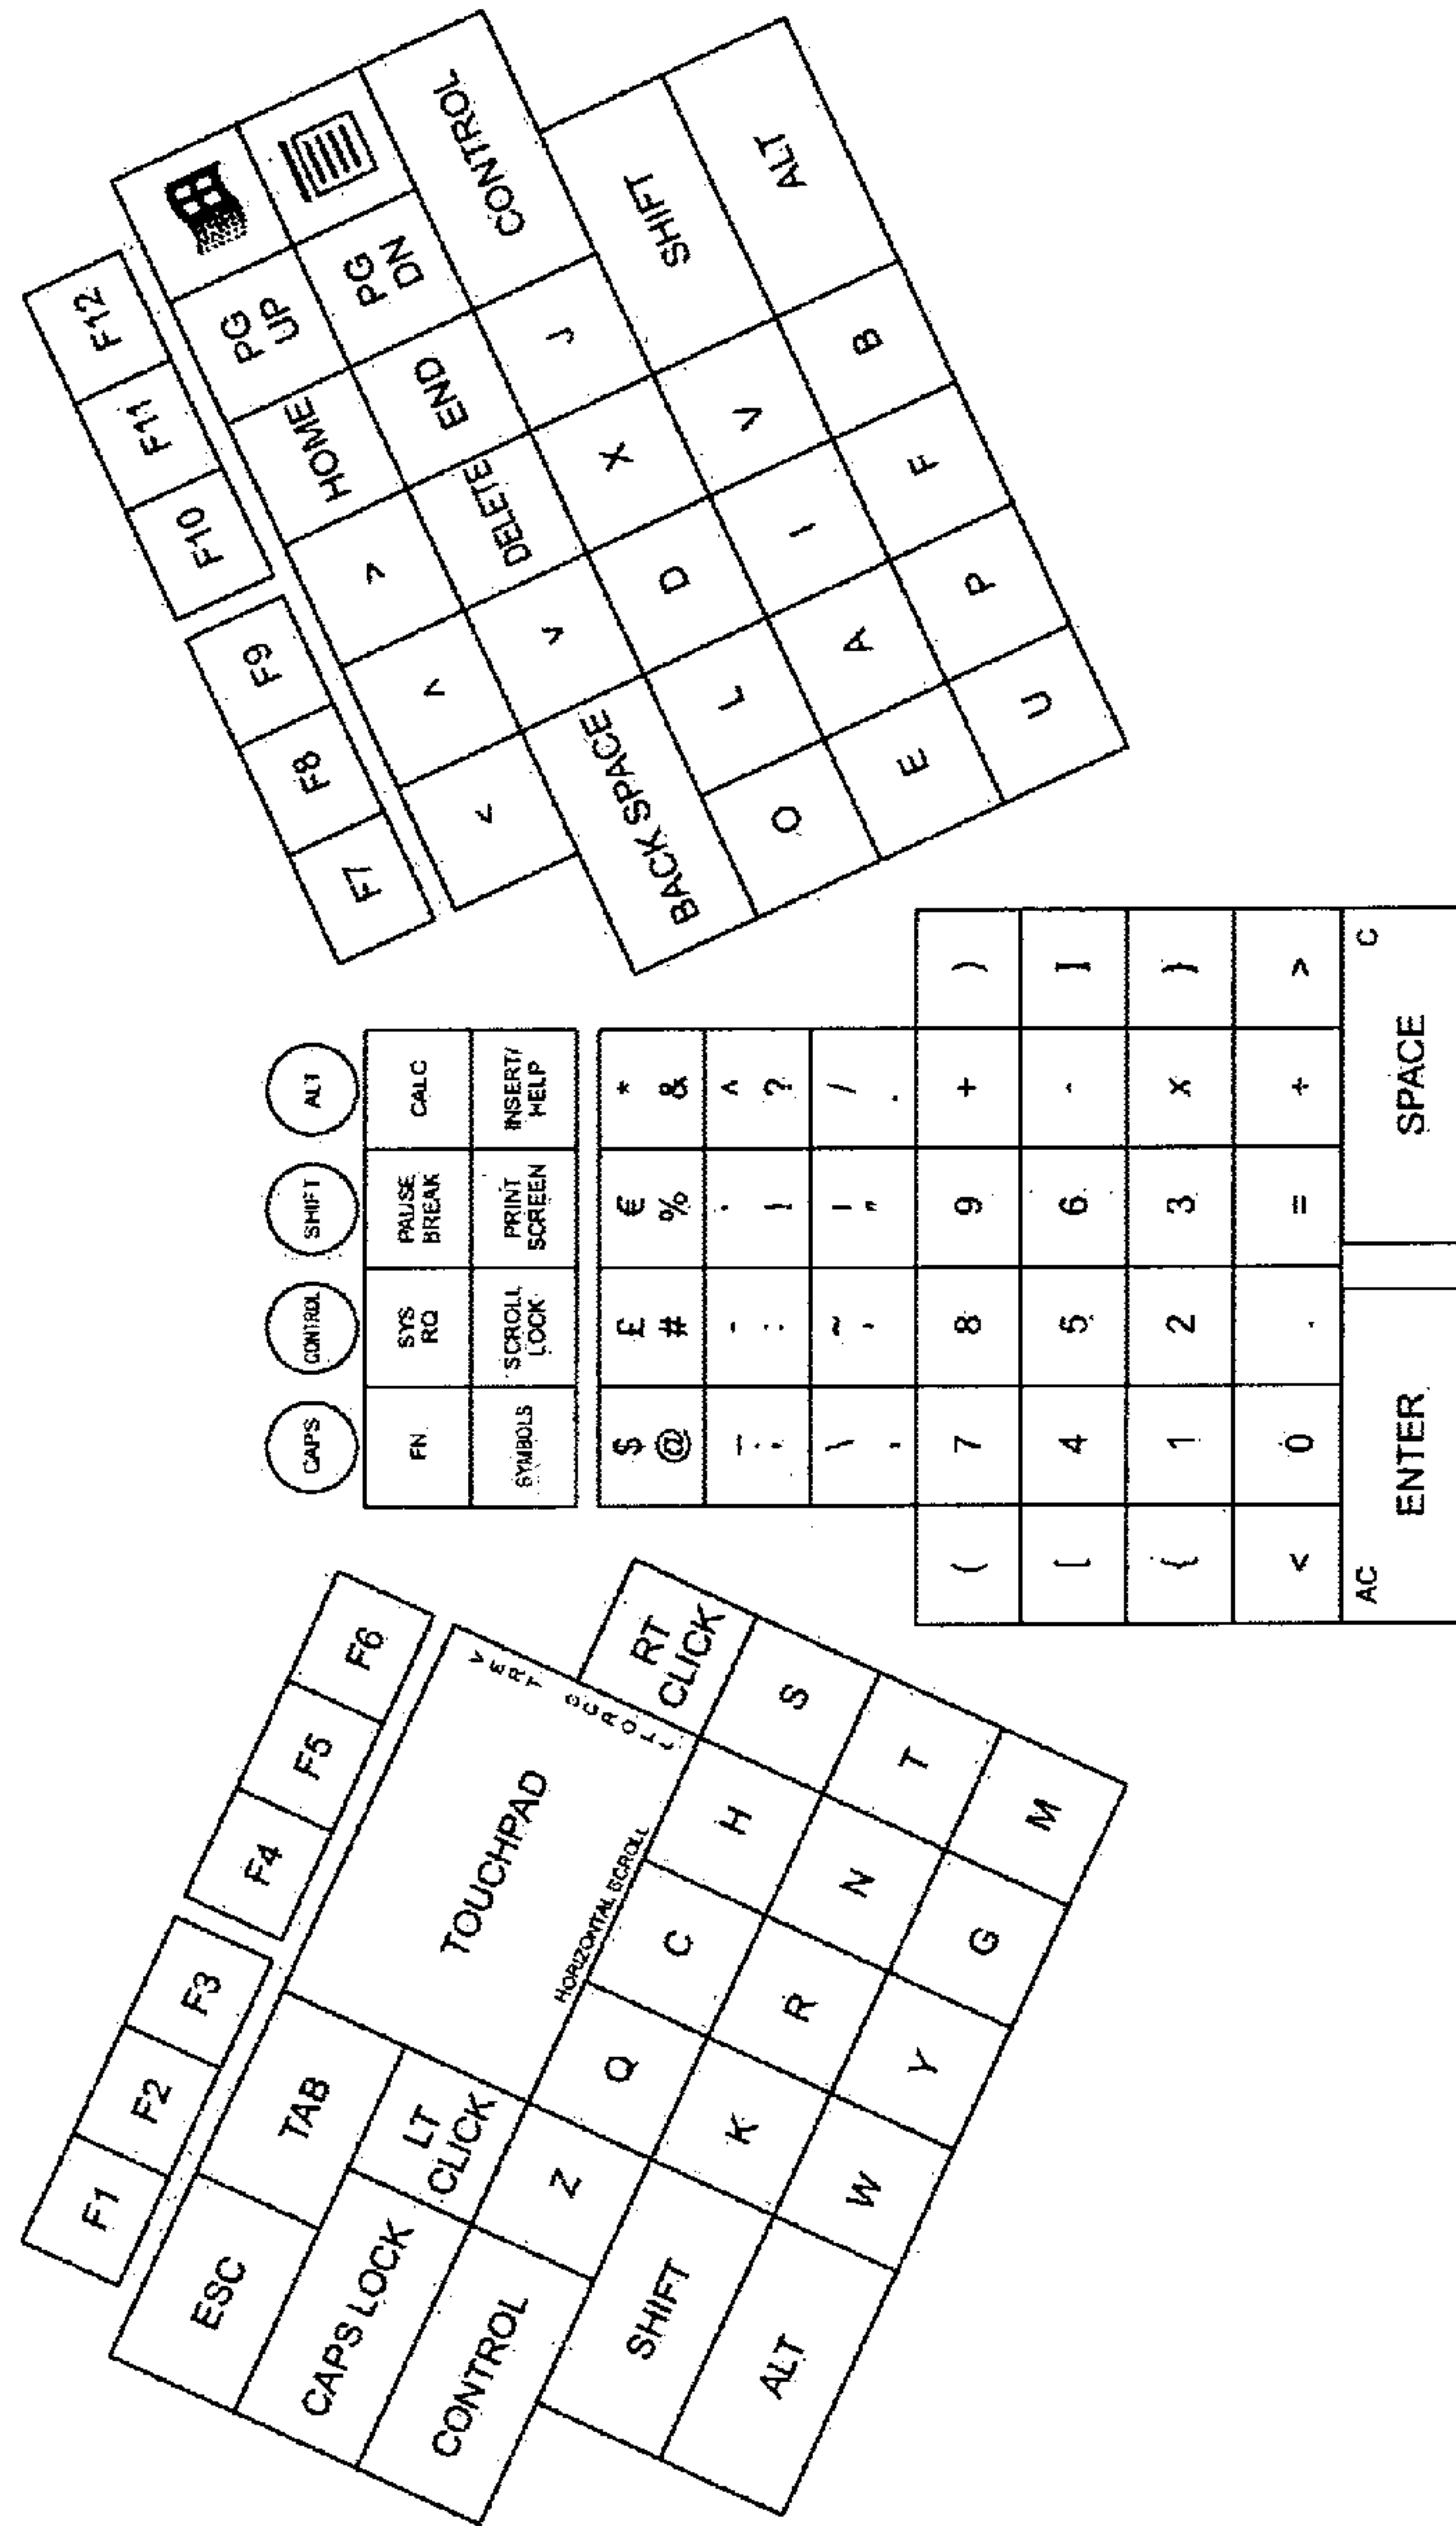 F1
F2
F3
F4
F5
F6
ESC
TAB
TOUCHPAD
VERT SCROLL
CAPS LOCK
LT
CLICK
HORIZONTAL SCROLL
RT
CLICK
CONTROL
Z
Q
C
H
S
SHIFT
K
R
N
T
ALT
W
Y
G
M
CAPS
CONTROL
SHIFT
ALT
FN
SYS
RQ
PAUSE
BREAK
CALC
SYMBOLS
SCROLL
LOCK
PRINT
SCREEN
INSERT/
HELP
$ £ € *
@ # % &
^
: ?
\ ~ /
( 7 8 9 + )
[ 4 5 6 - ]
{ 1 2 3 x }
< 0 . = ÷ >
AC
ENTER
SPACE
C
F7
F8
F9
F10
F11
F12
<
^
>
HOME
PG
UP
BACK SPACE
v
DELETE
END
PG
DN
O
L
D
X
J
CONTROL
E
A
I
V
SHIFT
U
P
F
B
ALT